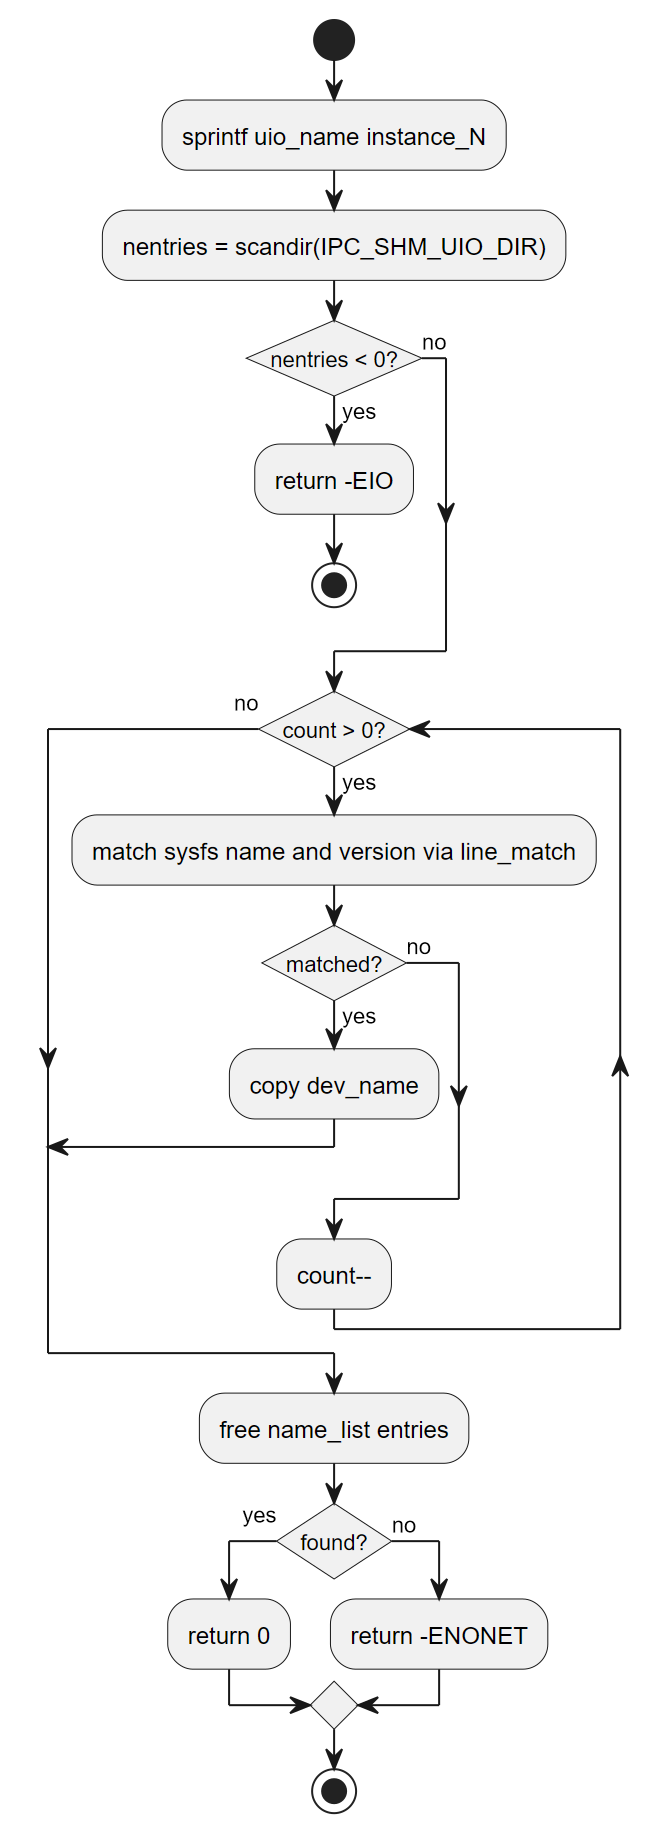 sprintf uio_name instance_N
nentries = scandir(IPC_SHM_UIO_DIR)
nentries < 0?
no
yes
return -EIO
no
count > 0?
yes
match sysfs name and version via line_match
matched?
no
yes
copy dev_name
count--
free name_list entries
yes
found?
no
return 0
return -ENONET